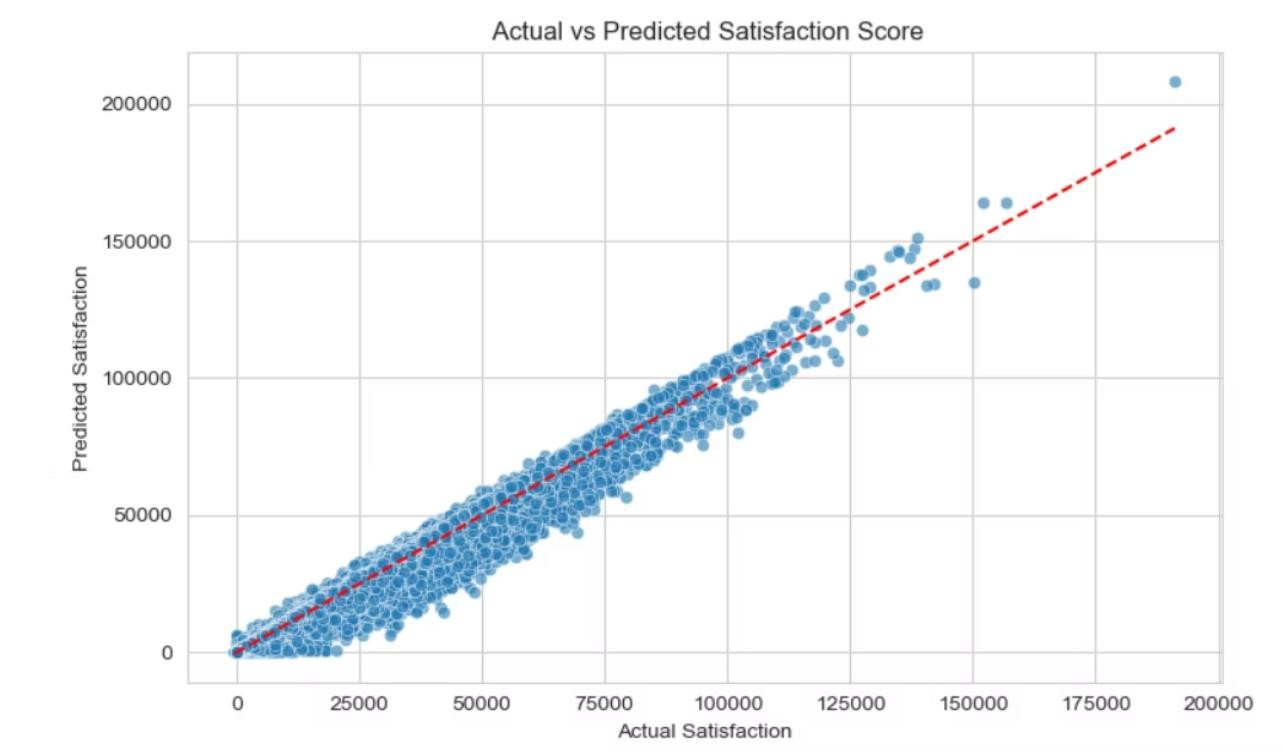 Actual vs Predicted Satisfaction Score
200000
150000
100000
50000
0
Predicted Satisfaction
0 25000 50000 75000 100000 125000 150000 175000 200000
Actual Satisfaction